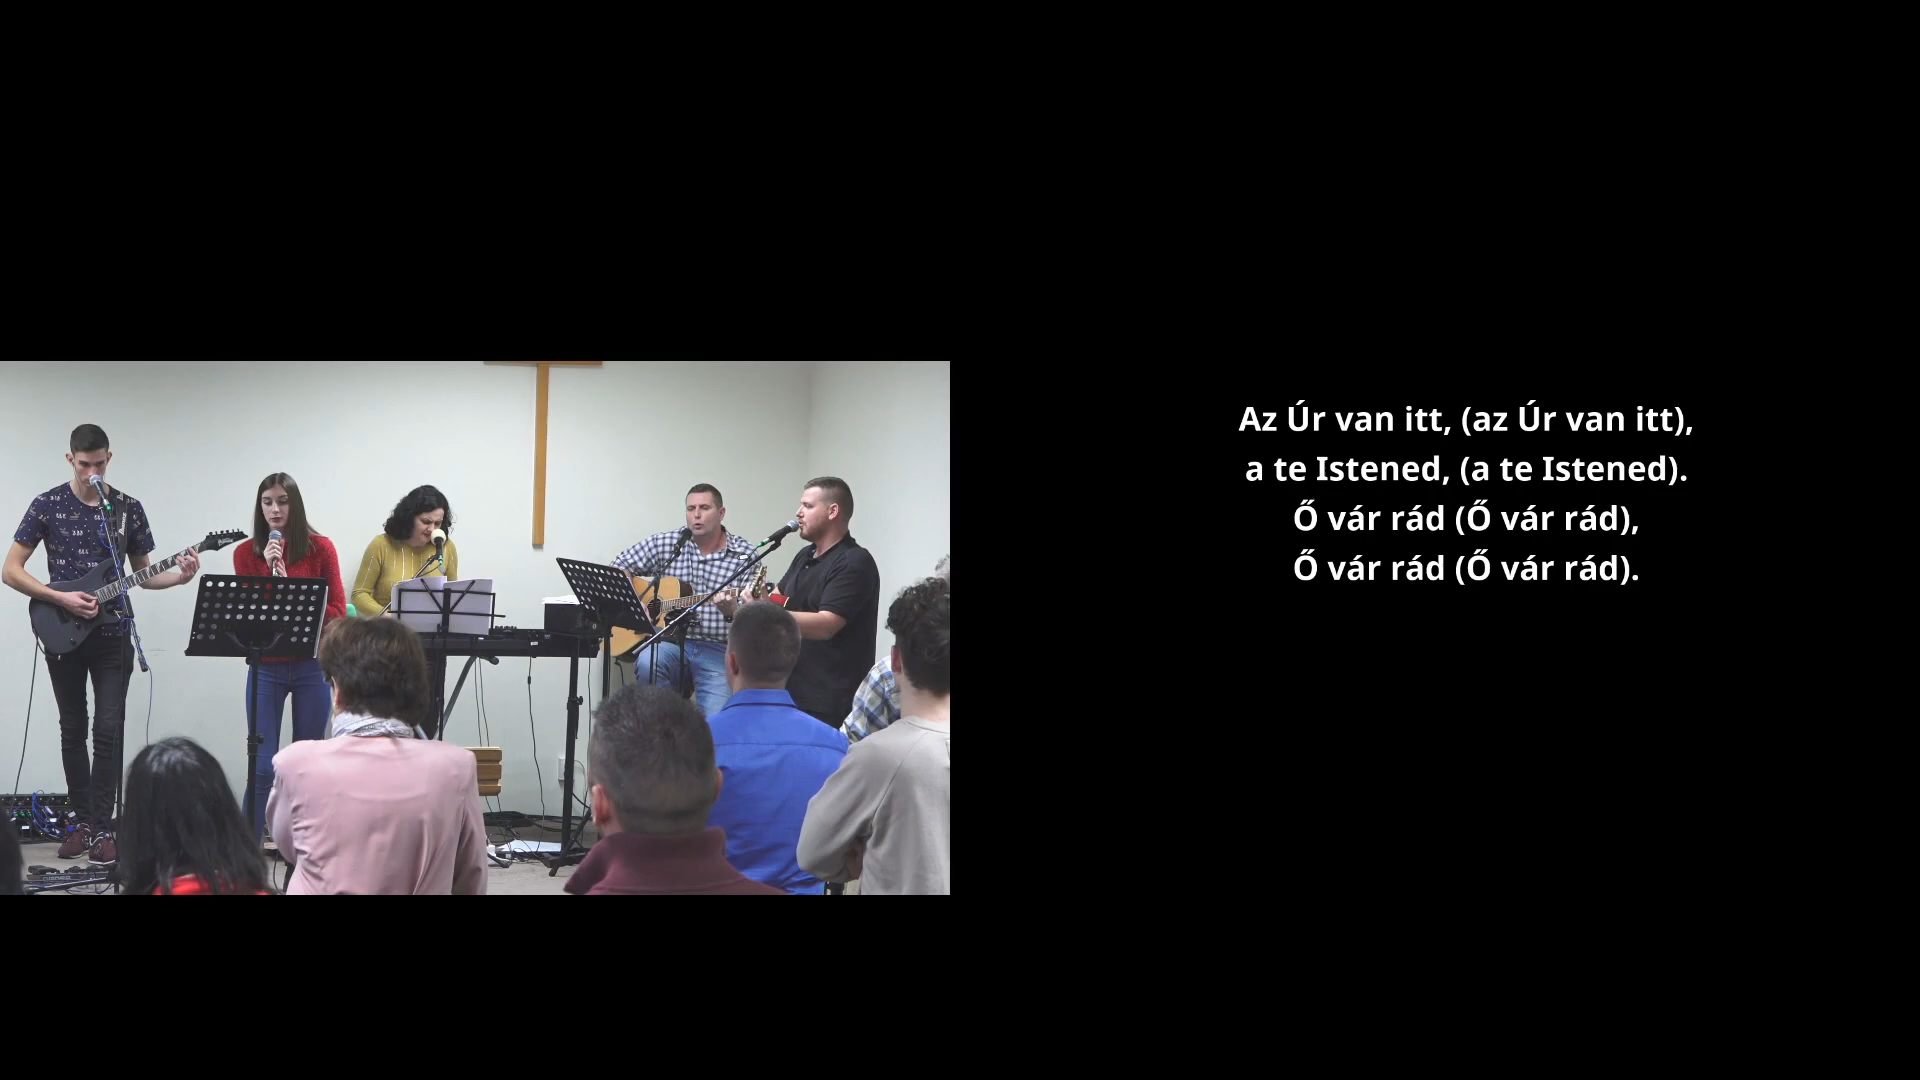 Az Úr van itt, (az Úr van itt),
a te Istened, (a te Istened).
Ő vár rád (Ő vár rád),
Ő vár rád (Ő vár rád).